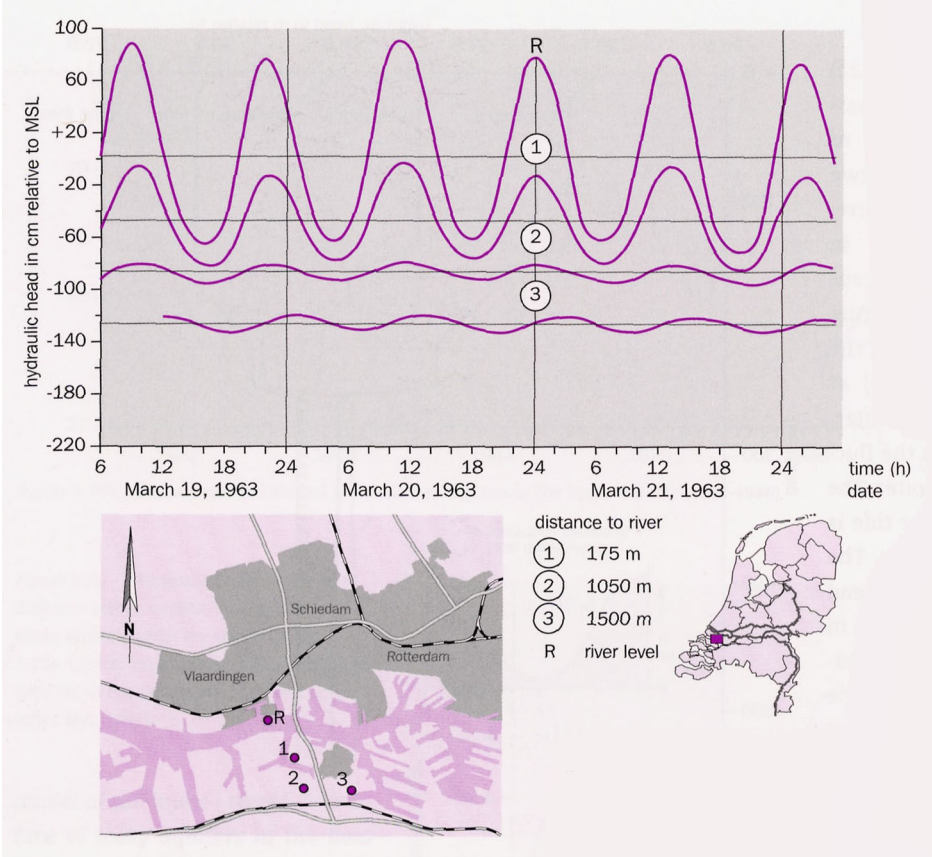 hydraulic head in cm relative to MSL
100
60
+20
-20
-60
-100
-140
-180
-220
R
1
2
3
6 12 18 24 6 12 18 24 6 12 18 24 time (h)
March 19, 1963 March 20, 1963 March 21, 1963 date
N
Schiedam
Rotterdam
Vlaardingen
R
1
2
3
distance to river
1 175 m
2 1050 m
3 1500 m
R river level